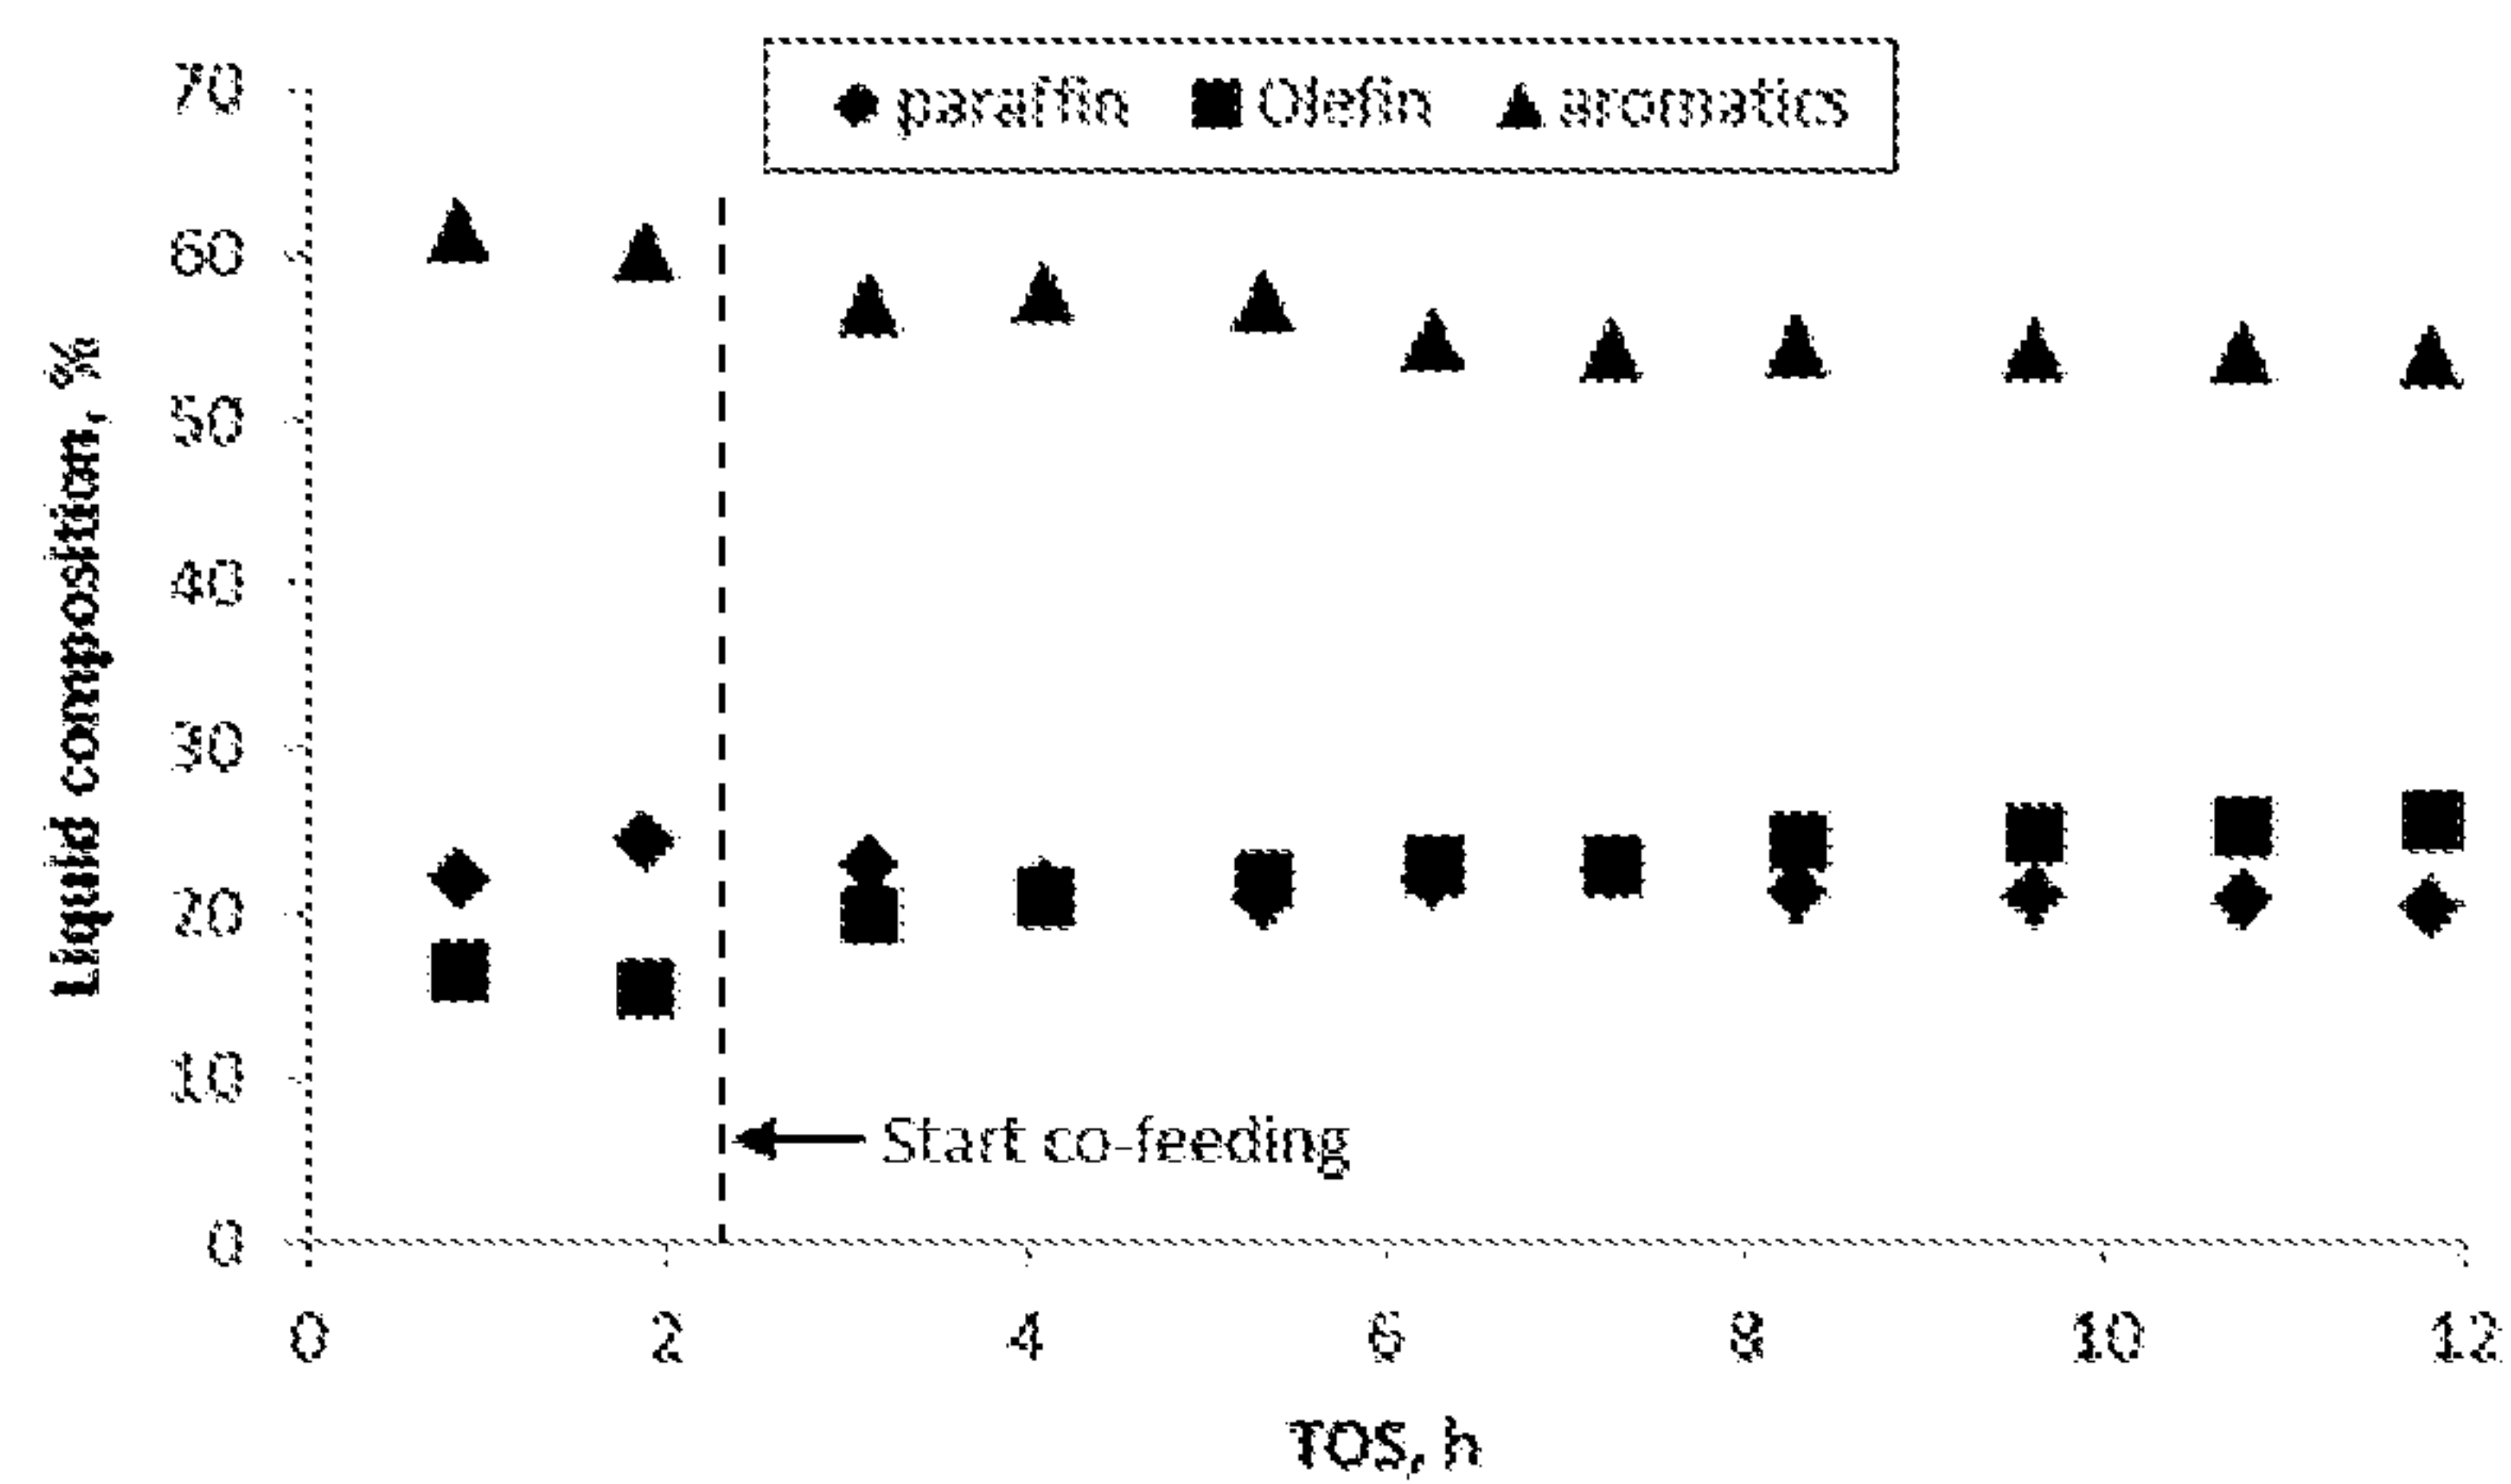 paraffin Olefin aromatics
70
60
50
40
30
20
10
0
Liquid composition, %
Start co-feeding
0 2 4 6 8 10 12
TOS, h